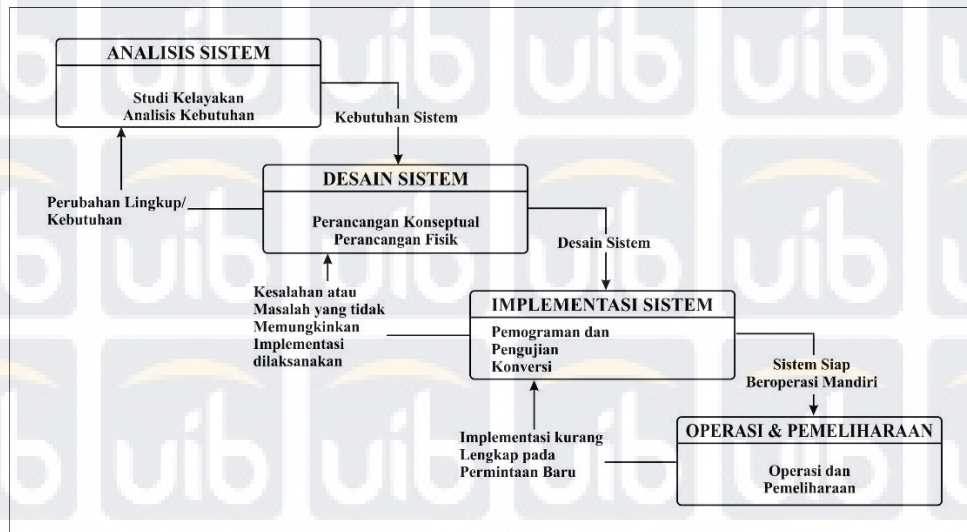 ANALISIS SISTEM
Studi Kelayakan
Analisis Kebutuhan
Kebutuhan Sistem
Perubahan Lingkup/
Kebutuhan
DESAIN SISTEM
Perancangan Konseptual
Perancangan Fisik
Desain Sistem
Kesalahan atau
Masalah yang tidak
Memungkinkan
Implementasi
dilaksanakan
IMPLEMENTASI SISTEM
Pemograman dan
Pengujian
Konversi
Sistem Siap
Beroperasi Mandiri
Implementasi kurang
Lengkap pada
Permintaan Baru
OPERASI & PEMELIHARAAN
Operasi dan
Pemeliharaan
uib